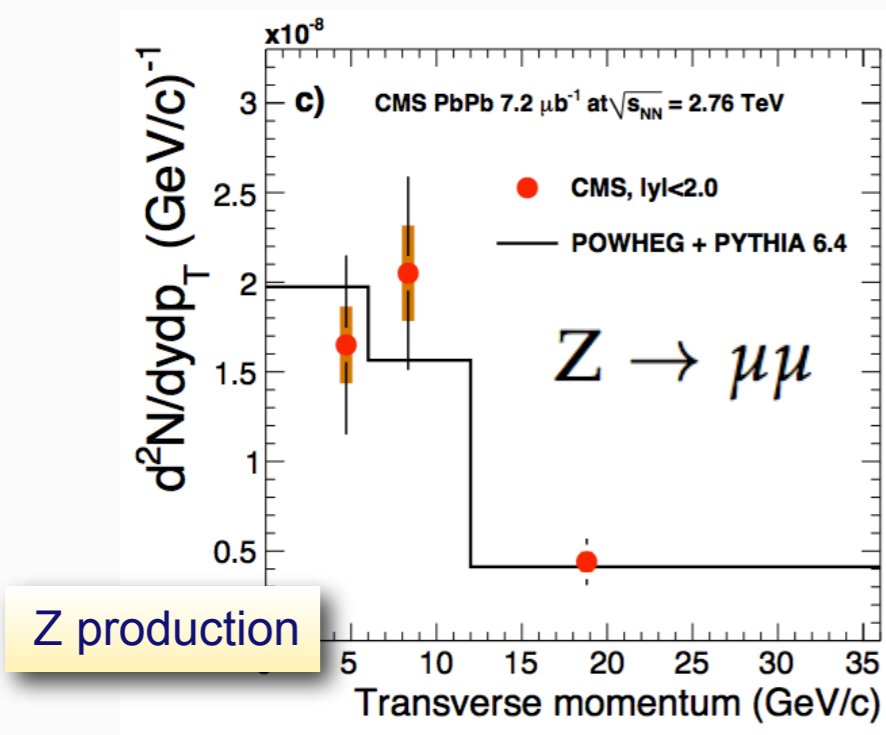 x10⁻⁸
d²N/dydp_T (GeV/c)⁻¹
c) CMS PbPb 7.2 μb⁻¹ at √s_NN = 2.76 TeV
3
CMS, |y|<2.0
2.5
POWHEG + PYTHIA 6.4
2
Z → μμ
1.5
1
0.5
Z production
5 10 15 20 25 30 35
Transverse momentum (GeV/c)